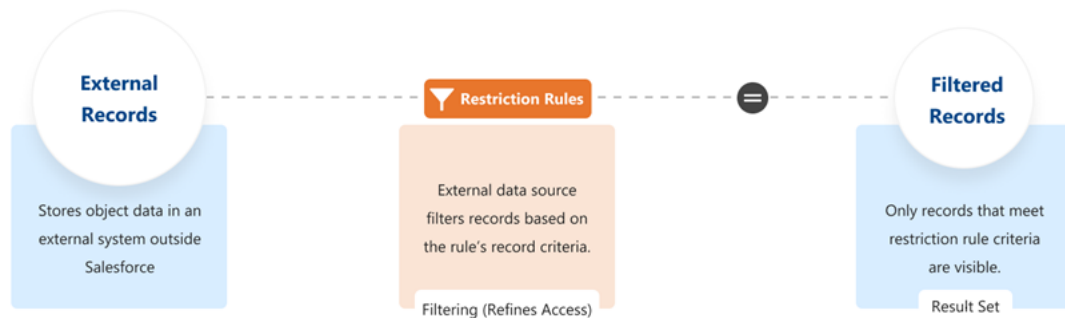 External
Records
Stores object data in an
external system outside
Salesforce
Restriction Rules
External data source
filters records based on
the rule's record criteria.
Filtering (Refines Access)
Filtered
Records
Only records that meet
restriction rule criteria
are visible.
Result Set